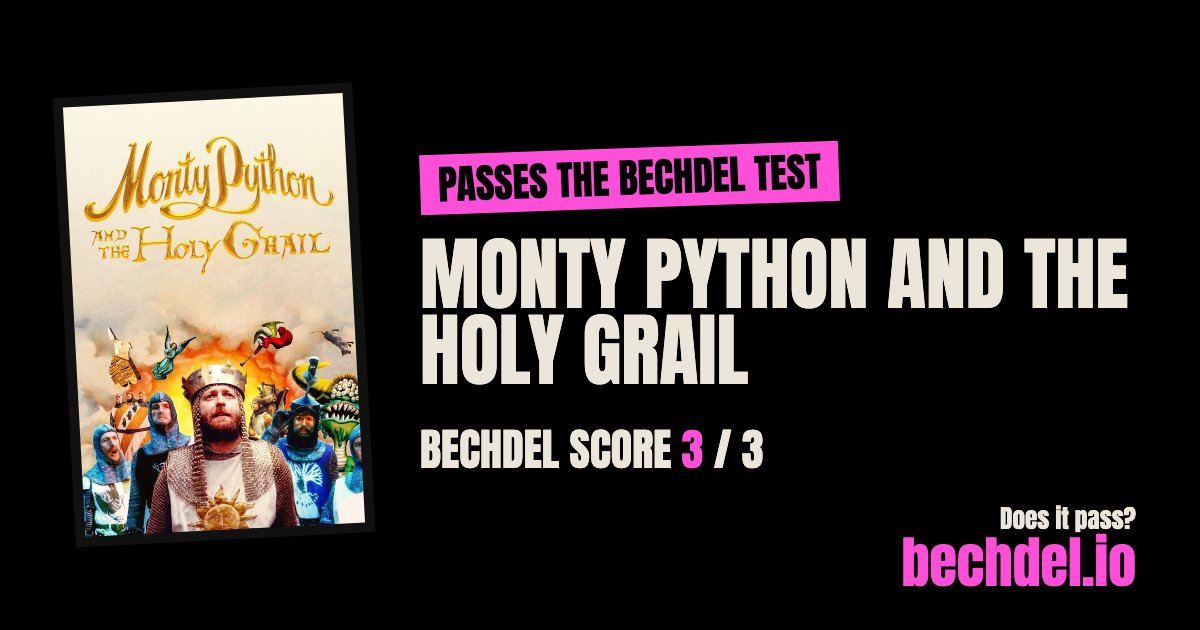 Monty Python
AND THE Holy Grail
PASSES THE BECHDEL TEST
MONTY PYTHON AND THE
HOLY GRAIL
BECHDEL SCORE 3 / 3
Does it pass?
bechdel.io